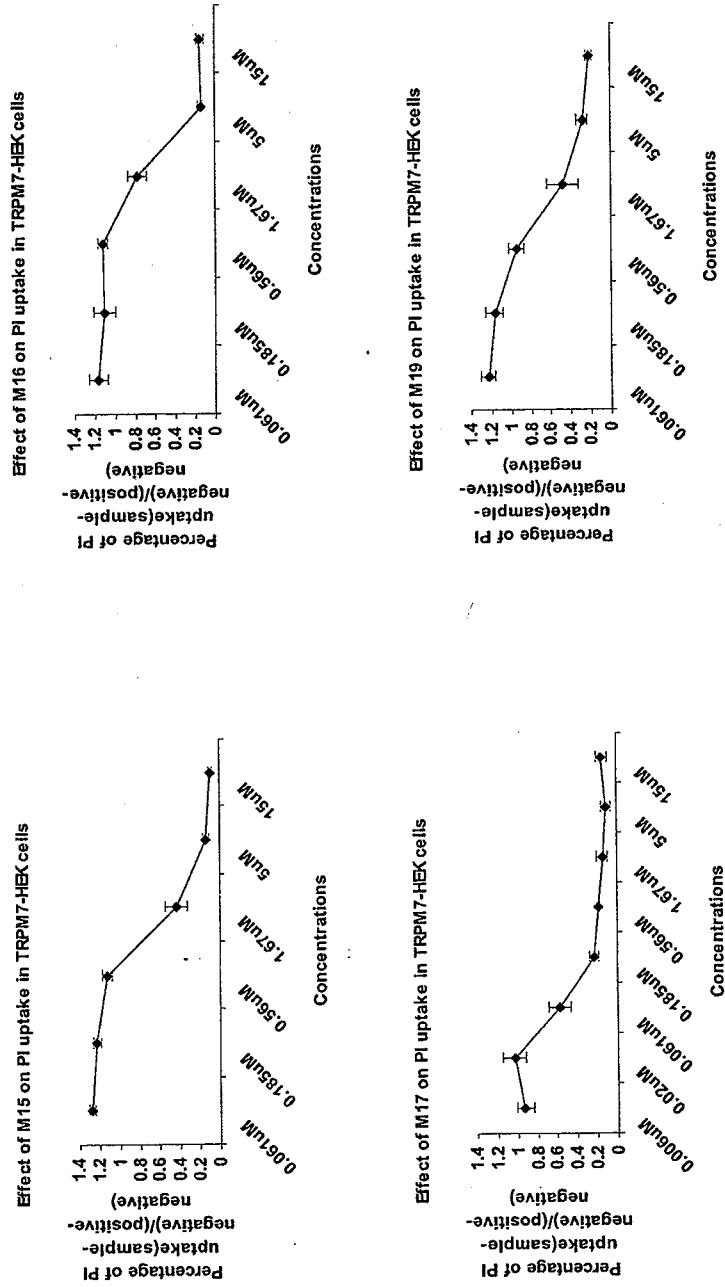 Effect of M15 on PI uptake in TRPM7-HEK cells
Percentage of PI
uptake(sample-
negative)/(positive-
negative)
1.4
1.2
1
0.8
0.6
0.4
0.2
0
0.061uM
0.185uM
0.56uM
1.67uM
5uM
15uM
Concentrations
Effect of M16 on PI uptake in TRPM7-HEK cells
Percentage of PI
uptake(sample-
negative)/(positive-
negative)
1.4
1.2
1
0.8
0.6
0.4
0.2
0
0.061uM
0.185uM
0.56uM
1.67uM
5uM
15uM
Concentrations
Effect of M17 on PI uptake in TRPM7-HEK cells
Percentage of PI
uptake(sample-
negative)/(positive-
negative)
1.4
1.2
1
0.8
0.6
0.4
0.2
0
0.006uM
0.02uM
0.061uM
0.185uM
0.56uM
1.67uM
5uM
15uM
Concentrations
Effect of M19 on PI uptake in TRPM7-HEK cells
Percentage of PI
uptake(sample-
negative)/(positive-
negative)
1.4
1.2
1
0.8
0.6
0.4
0.2
0
0.061uM
0.185uM
0.56uM
1.67uM
5uM
15uM
Concentrations